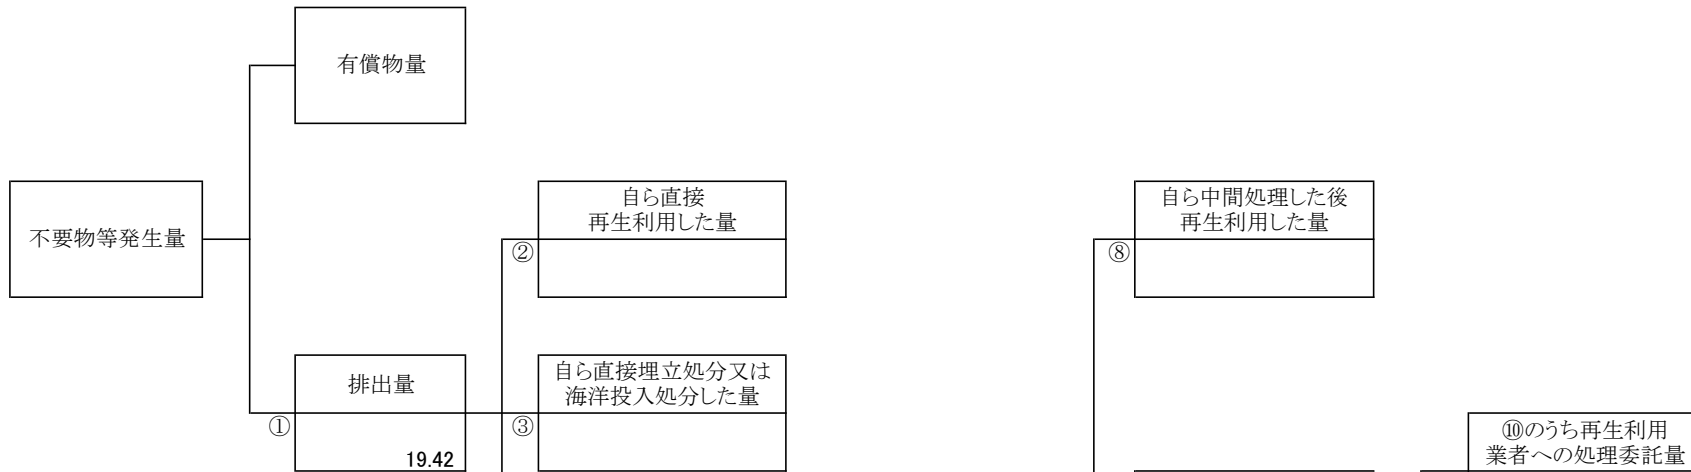 有償物量
不要物等発生量
自ら直接
再生利用した量
②
自ら中間処理した後
再生利用した量
⑧
排出量
①
19.42
自ら直接埋立処分又は
海洋投入処分した量
③
⑩のうち再生利用
業者への処理委託量